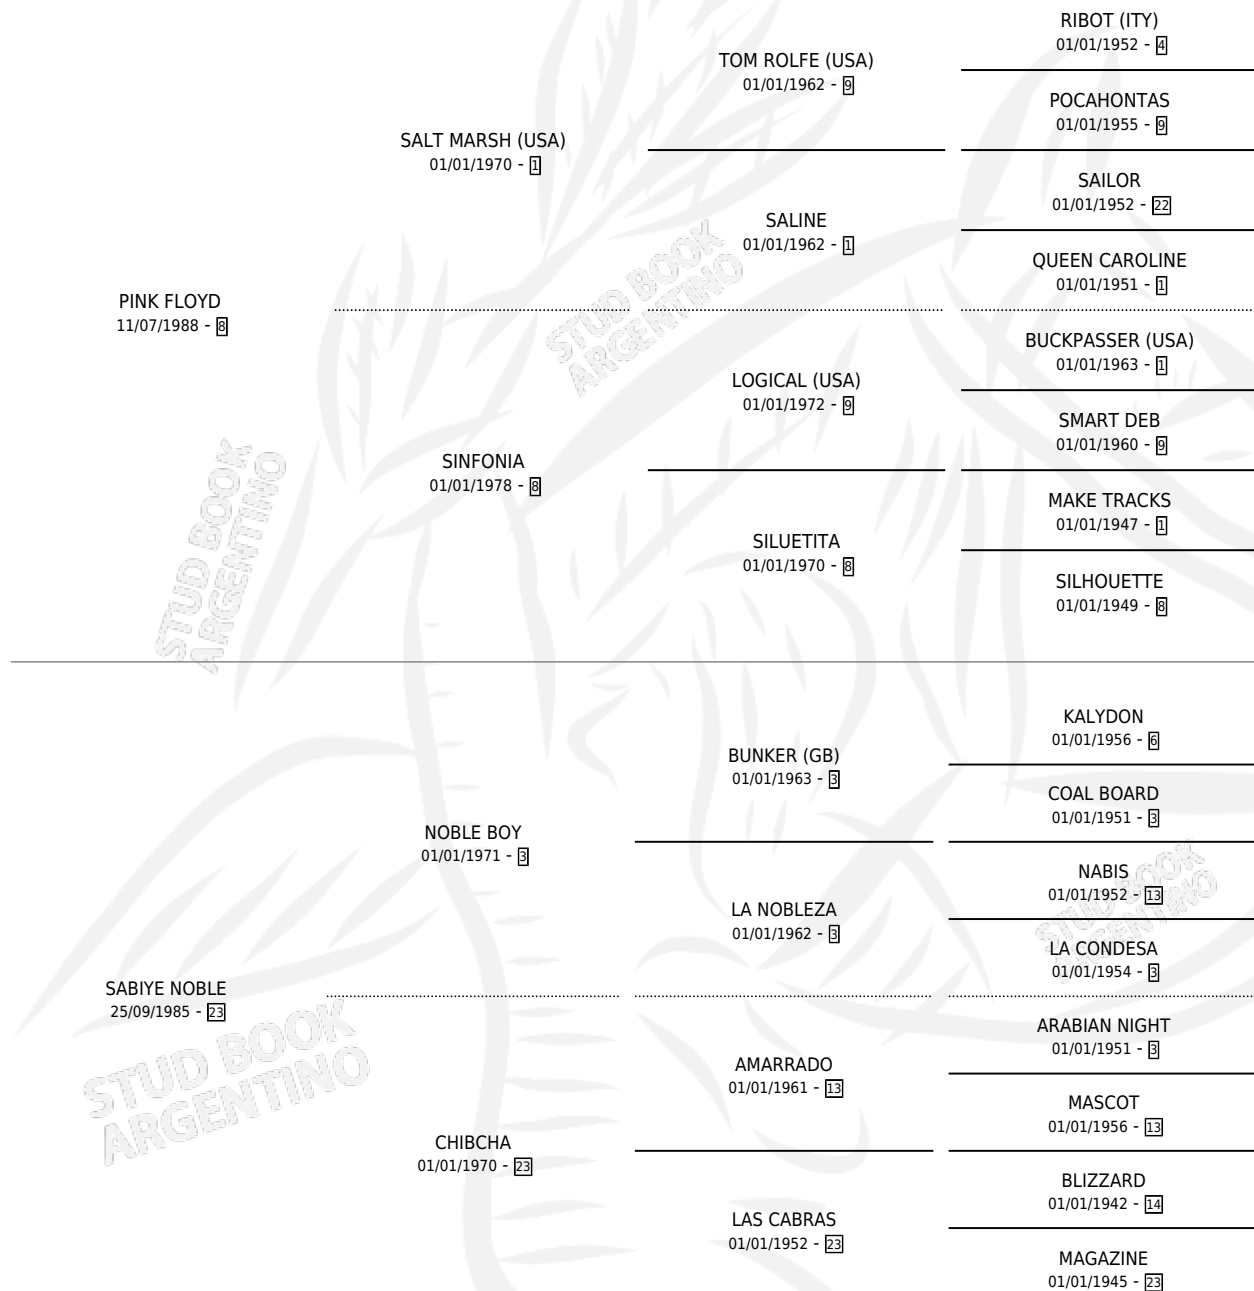 RIBOT (ITY)
01/01/1952 - 4
TOM ROLFE (USA)
01/01/1962 - 9
POCAHONTAS
01/01/1955 - 9
SALT MARSH (USA)
01/01/1970 - 1
SAILOR
01/01/1952 - 22
SALINE
01/01/1962 - 1
QUEEN CAROLINE
01/01/1951 - 1
PINK FLOYD
11/07/1988 - 8
STUD BOOK
ARGENTINO
BUCKPASSER (USA)
01/01/1963 - 1
LOGICAL (USA)
01/01/1972 - 9
SMART DEB
01/01/1960 - 9
SINFONIA
01/01/1978 - 8
MAKE TRACKS
01/01/1947 - 1
SILUETITA
01/01/1970 - 8
SILHOUETTE
01/01/1949 - 8
STUD BOOK
ARGENTINO
KALYDON
01/01/1956 - 6
BUNKER (GB)
01/01/1963 - 3
COAL BOARD
01/01/1951 - 3
NOBLE BOY
01/01/1971 - 3
NABIS
01/01/1952 - 13
LA NOBLEZA
01/01/1962 - 3
STUD BOOK
ARGENTINO
LA CONDESA
01/01/1954 - 3
SABIYE NOBLE
25/09/1985 - 23
ARABIAN NIGHT
01/01/1951 - 3
AMARRADO
01/01/1961 - 13
STUD BOOK
ARGENTINO
MASCOT
01/01/1956 - 13
CHIBCHA
01/01/1970 - 23
BLIZZARD
01/01/1942 - 14
LAS CABRAS
01/01/1952 - 23
MAGAZINE
01/01/1945 - 23